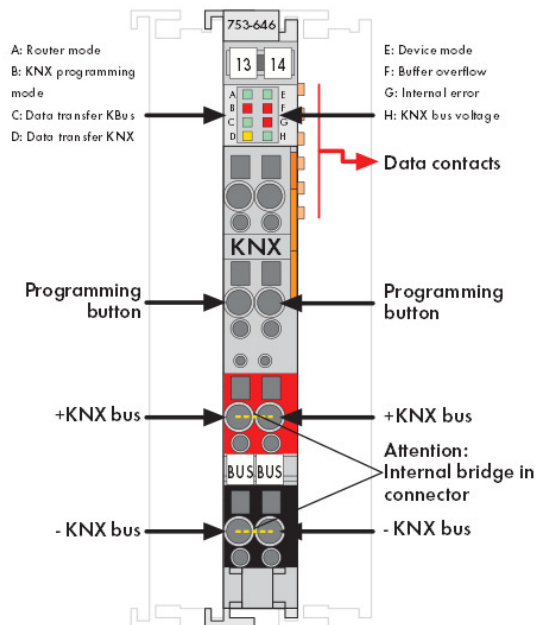 753-646
13 14
A: Router mode
B: KNX programming
mode
C: Data transfer KBus
D: Data transfer KNX
E: Device mode
F: Buffer overflow
G: Internal error
H: KNX bus voltage
A E
B F
C G
D H
Data contacts
KNX
Programming
button
Programming
button
+KNX bus
+KNX bus
Attention:
Internal bridge in
connector
BUS BUS
- KNX bus
- KNX bus